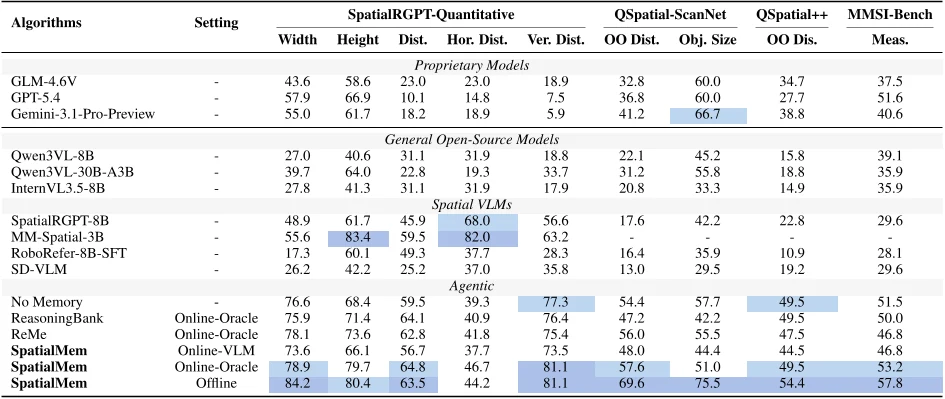 Algorithms Setting SpatialRGPT-Quantitative QSpatial-ScanNet QSpatial++ MMSI-Bench
Width Height Dist. Hor. Dist. Ver. Dist. OO Dist. Obj. Size OO Dis. Meas.
Proprietary Models
GLM-4.6V - 43.6 58.6 23.0 23.0 18.9 32.8 60.0 34.7 37.5
GPT-5.4 - 57.9 66.9 10.1 14.8 7.5 36.8 60.0 27.7 51.6
Gemini-3.1-Pro-Preview - 55.0 61.7 18.2 18.9 5.9 41.2 66.7 38.8 40.6
General Open-Source Models
Qwen3VL-8B - 27.0 40.6 31.1 31.9 18.8 22.1 45.2 15.8 39.1
Qwen3VL-30B-A3B - 39.7 64.0 22.8 19.3 33.7 31.2 55.8 18.8 35.9
InternVL3.5-8B - 27.8 41.3 31.1 31.9 17.9 20.8 33.3 14.9 35.9
Spatial VLMs
SpatialRGPT-8B - 48.9 61.7 45.9 68.0 56.6 17.6 42.2 22.8 29.6
MM-Spatial-3B - 55.6 83.4 59.5 82.0 63.2 - - - -
RoboRefer-8B-SFT - 17.3 60.1 49.3 37.7 28.3 16.4 35.9 10.9 28.1
SD-VLM - 26.2 42.2 25.2 37.0 35.8 13.0 29.5 19.2 29.6
Agentic
No Memory - 76.6 68.4 59.5 39.3 77.3 54.4 57.7 49.5 51.5
ReasoningBank Online-Oracle 75.9 71.4 64.1 40.9 76.4 47.2 42.2 49.5 50.0
ReMe Online-Oracle 78.1 73.6 62.8 41.8 75.4 56.0 55.5 47.5 46.8
SpatialMem Online-VLM 73.6 66.1 56.7 37.7 73.5 48.0 44.4 44.5 46.8
SpatialMem Online-Oracle 78.9 79.7 64.8 46.7 81.1 57.6 51.0 49.5 53.2
SpatialMem Offline 84.2 80.4 63.5 44.2 81.1 69.6 75.5 54.4 57.8